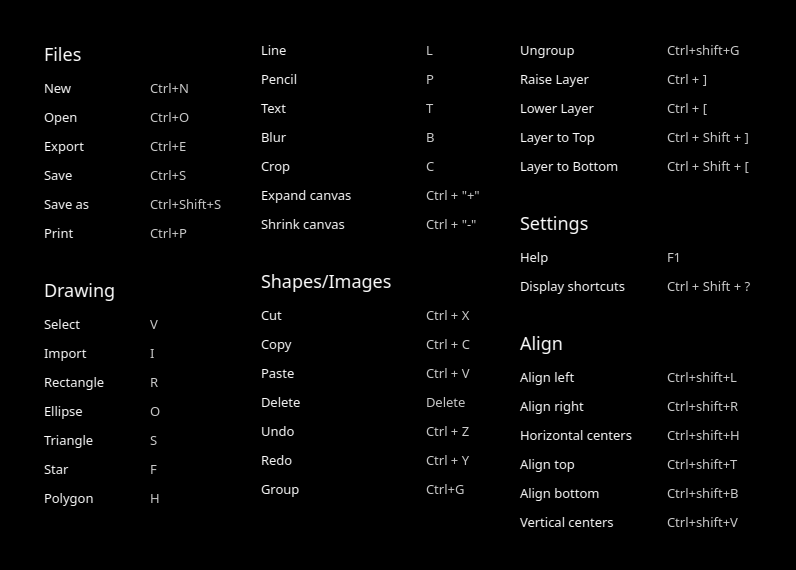 Files
New Ctrl+N
Open Ctrl+O
Export Ctrl+E
Save Ctrl+S
Save as Ctrl+Shift+S
Print Ctrl+P
Drawing
Select V
Import I
Rectangle R
Ellipse O
Triangle S
Star F
Polygon H
Line L
Pencil P
Text T
Blur B
Crop C
Expand canvas Ctrl + "+"
Shrink canvas Ctrl + "-"
Shapes/Images
Cut Ctrl + X
Copy Ctrl + C
Paste Ctrl + V
Delete Delete
Undo Ctrl + Z
Redo Ctrl + Y
Group Ctrl+G
Ungroup Ctrl+shift+G
Raise Layer Ctrl + ]
Lower Layer Ctrl + [
Layer to Top Ctrl + Shift + ]
Layer to Bottom Ctrl + Shift + [
Settings
Help F1
Display shortcuts Ctrl + Shift + ?
Align
Align left Ctrl+shift+L
Align right Ctrl+shift+R
Horizontal centers Ctrl+shift+H
Align top Ctrl+shift+T
Align bottom Ctrl+shift+B
Vertical centers Ctrl+shift+V